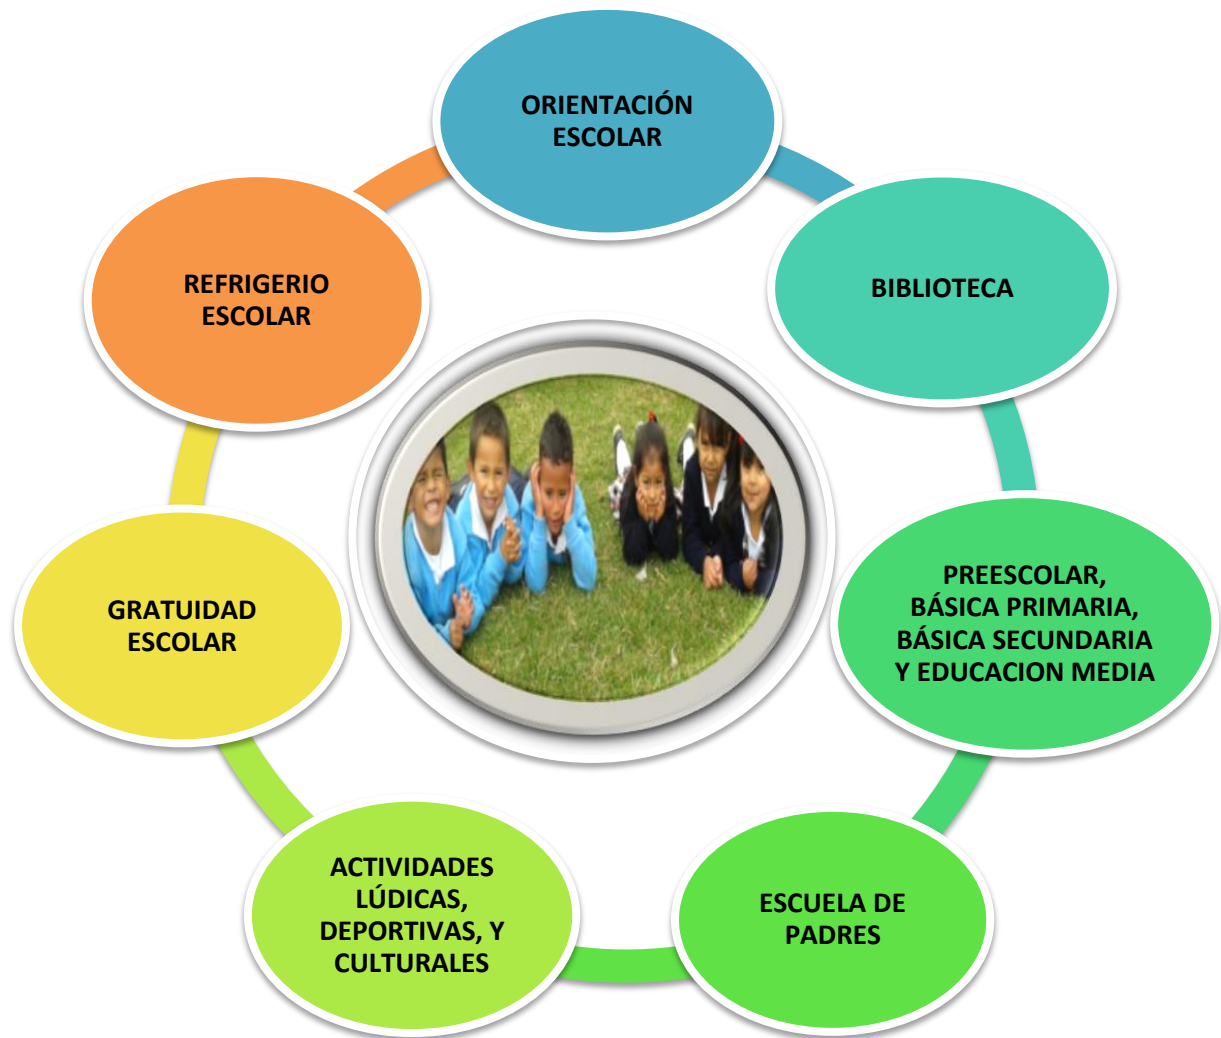 ORIENTACIÓN
ESCOLAR
BIBLIOTECA
PREESCOLAR,
BÁSICA PRIMARIA,
BÁSICA SECUNDARIA
Y EDUCACION MEDIA
ESCUELA DE
PADRES
ACTIVIDADES
LÚDICAS,
DEPORTIVAS, Y
CULTURALES
GRATUIDAD
ESCOLAR
REFRIGERIO
ESCOLAR